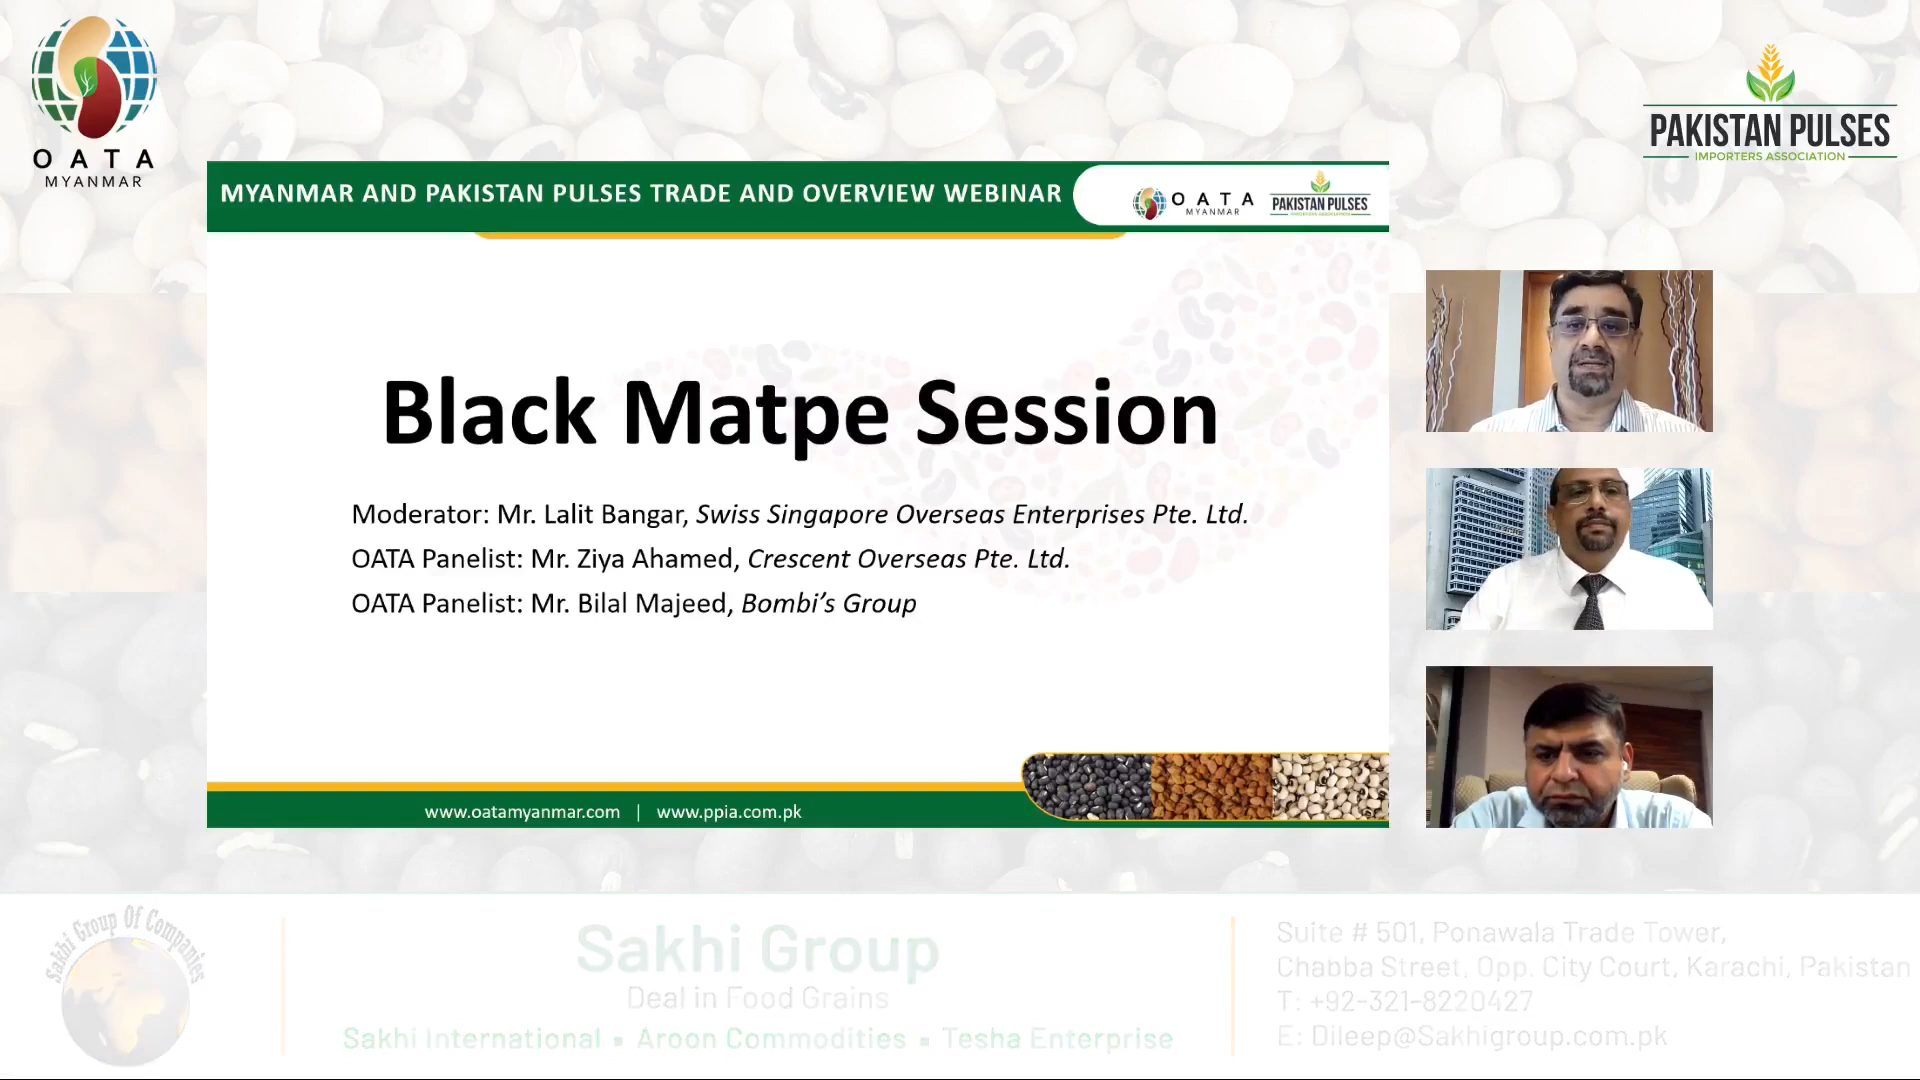 OATA
MYANMAR
PAKISTAN PULSES
IMPORTERS ASSOCIATION
MYANMAR AND PAKISTAN PULSES TRADE AND OVERVIEW WEBINAR
OATA
MYANMAR
PAKISTAN PULSES
IMPORTERS ASSOCIATION
Black Matpe Session
Moderator: Mr. Lalit Bangar, Swiss Singapore Overseas Enterprises Pte. Ltd.
OATA Panelist: Mr. Ziya Ahamed, Crescent Overseas Pte. Ltd.
OATA Panelist: Mr. Bilal Majeed, Bombi's Group
www.oatamyanmar.com | www.ppia.com.pk
Sakhi Group Of Companies
Sakhi Group
Deal in Food Grains
Sakhi International ▪ Aroon Commodities ▪ Tesha Enterprise
Suite # 501, Ponawala Trade Tower,
Chabba Street, Opp. City Court, Karachi, Pakistan
T: +92-321-8220427
E: Dileep@Sakhigroup.com.pk